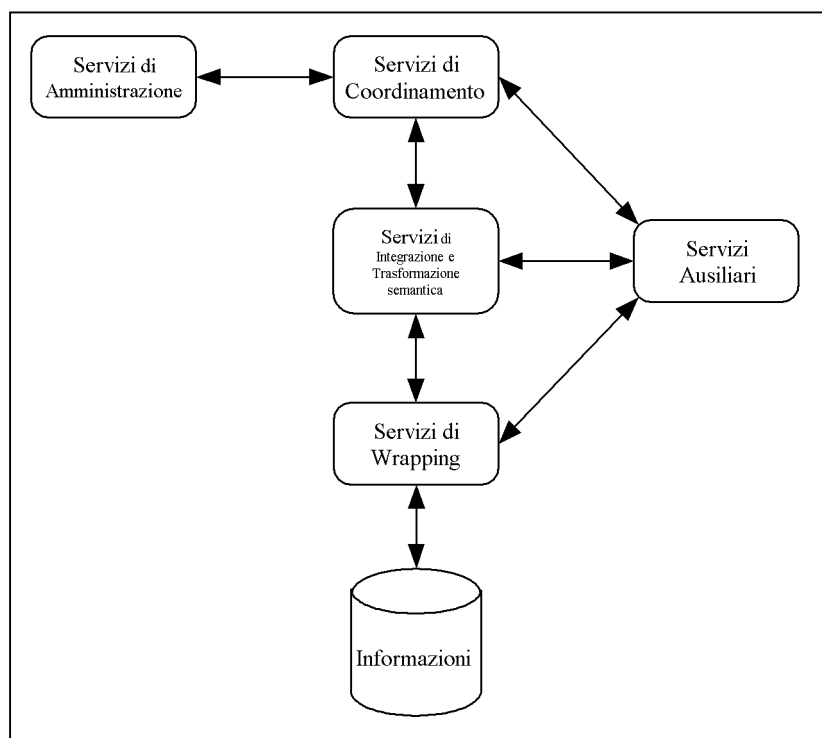 Servizi di
Amministrazione
Servizi di
Coordinamento
Servizi di
Integrazione e
Trasformazione
semantica
Servizi
Ausiliari
Servizi di
Wrapping
Informazioni